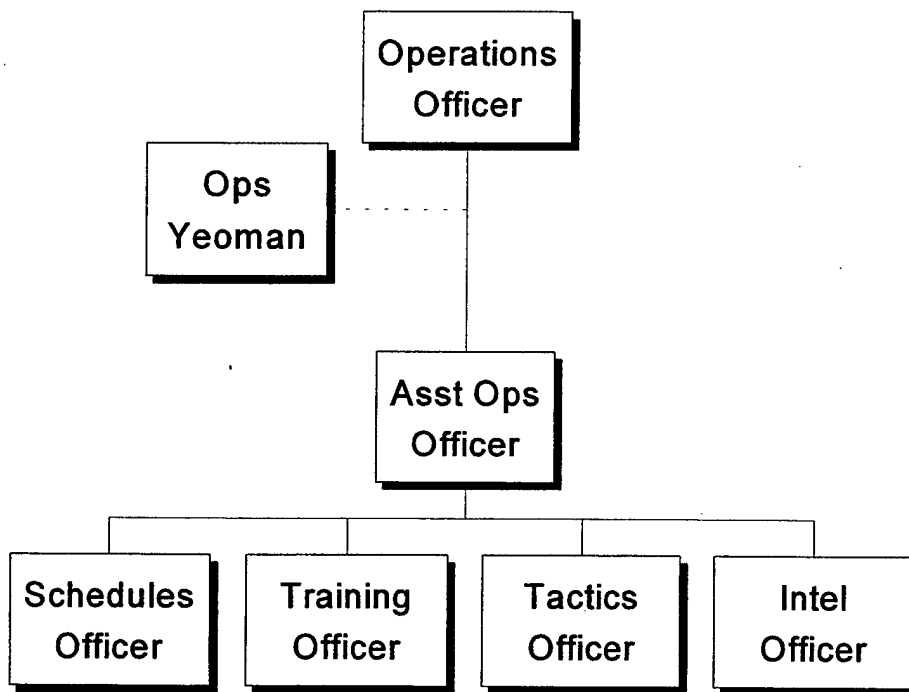 Operations
Officer
Ops
Yeoman
Asst Ops
Officer
Schedules
Officer
Training
Officer
Tactics
Officer
Intel
Officer